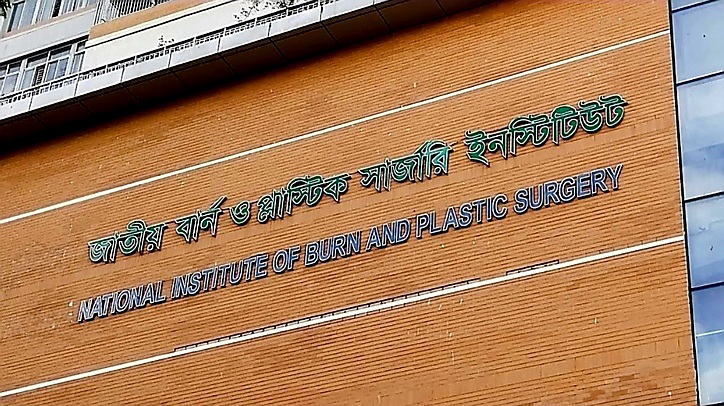 জাতীয় বার্ন ও প্লাস্টিক সার্জারি ইনস্টিটিউট
NATIONAL INSTITUTE OF BURN AND PLASTIC SURGERY